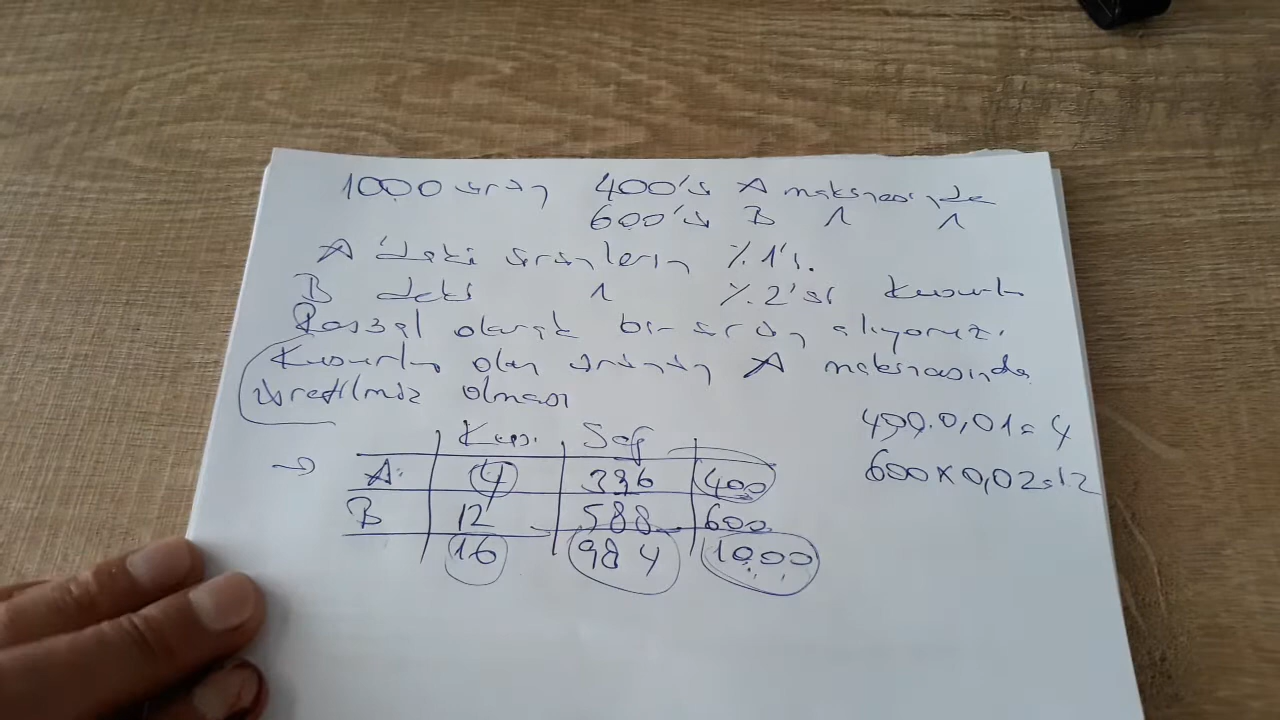 1000 ürün 400'ü A makinasında
600'ü B " "
A'daki ürünlerin %1'i.
B deki " %2'si kusurlu
Rasgal olarak bir ürün alıyoruz.
Kusurlu olan ürünün A makinasında
üretilmiş olması
400.0,01=4
600x0,02=12
Kus. Sağ
A: 4 396 400
B 12 588 600
16 984 1000